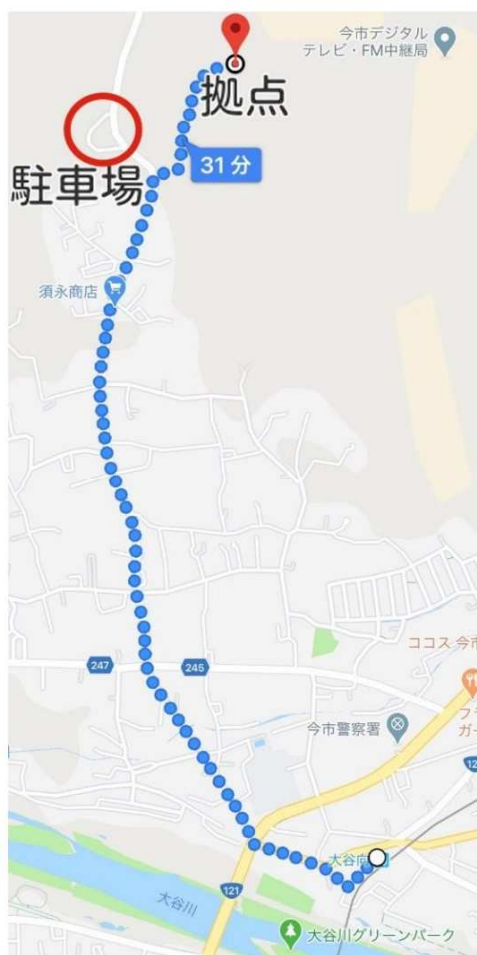 今市デジタル
テレビ・FM中継局
拠点
31 分
駐車場
須永商店
ココス 今市
247
245
今市警察署
大谷向
121
大谷川
大谷川グリーンパーク